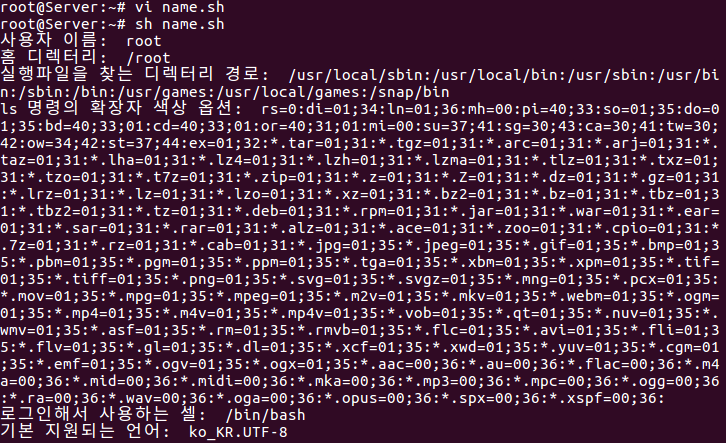 root@Server:~# vi name.sh
root@Server:~# sh name.sh
사용자 이름:  root
홈 디렉터리:  /root
실행파일을 찾는 디렉터리 경로:  /usr/local/sbin:/usr/local/bin:/usr/sbin:/usr/bi
n:/sbin:/bin:/usr/games:/usr/local/games:/snap/bin
ls 명령의 확장자 색상 옵션:  rs=0:di=01;34:ln=01;36:mh=00:pi=40;33:so=01;35:do=0
1;35:bd=40;33;01:cd=40;33;01:or=40;31;01:mi=00:su=37;41:sg=30;43:ca=30;41:tw=30;
42:ow=34;42:st=37;44:ex=01;32:*.tar=01;31:*.tgz=01;31:*.arc=01;31:*.arj=01;31:*.
taz=01;31:*.lha=01;31:*.lz4=01;31:*.lzh=01;31:*.lzma=01;31:*.tlz=01;31:*.txz=01;
31:*.tzo=01;31:*.t7z=01;31:*.zip=01;31:*.z=01;31:*.Z=01;31:*.dz=01;31:*.gz=01;31
:*.lrz=01;31:*.lz=01;31:*.lzo=01;31:*.xz=01;31:*.bz2=01;31:*.bz=01;31:*.tbz=01;3
1:*.tbz2=01;31:*.tz=01;31:*.deb=01;31:*.rpm=01;31:*.jar=01;31:*.war=01;31:*.ear=
01;31:*.sar=01;31:*.rar=01;31:*.alz=01;31:*.ace=01;31:*.zoo=01;31:*.cpio=01;31:*
.7z=01;31:*.rz=01;31:*.cab=01;31:*.jpg=01;35:*.jpeg=01;35:*.gif=01;35:*.bmp=01;3
5:*.pbm=01;35:*.pgm=01;35:*.ppm=01;35:*.tga=01;35:*.xbm=01;35:*.xpm=01;35:*.tif=
01;35:*.tiff=01;35:*.png=01;35:*.svg=01;35:*.svgz=01;35:*.mng=01;35:*.pcx=01;35:
*.mov=01;35:*.mpg=01;35:*.mpeg=01;35:*.m2v=01;35:*.mkv=01;35:*.webm=01;35:*.ogm=
01;35:*.mp4=01;35:*.m4v=01;35:*.mp4v=01;35:*.vob=01;35:*.qt=01;35:*.nuv=01;35:*.
wmv=01;35:*.asf=01;35:*.rm=01;35:*.rmvb=01;35:*.flc=01;35:*.avi=01;35:*.fli=01;3
5:*.flv=01;35:*.gl=01;35:*.dl=01;35:*.xcf=01;35:*.xwd=01;35:*.yuv=01;35:*.cgm=01
;35:*.emf=01;35:*.ogv=01;35:*.ogx=01;35:*.aac=00;36:*.au=00;36:*.flac=00;36:*.m4
a=00;36:*.mid=00;36:*.midi=00;36:*.mka=00;36:*.mp3=00;36:*.mpc=00;36:*.ogg=00;36
:*.ra=00;36:*.wav=00;36:*.oga=00;36:*.opus=00;36:*.spx=00;36:*.xspf=00;36:
로그인해서 사용하는 셸:  /bin/bash
기본 지원되는 언어:  ko_KR.UTF-8